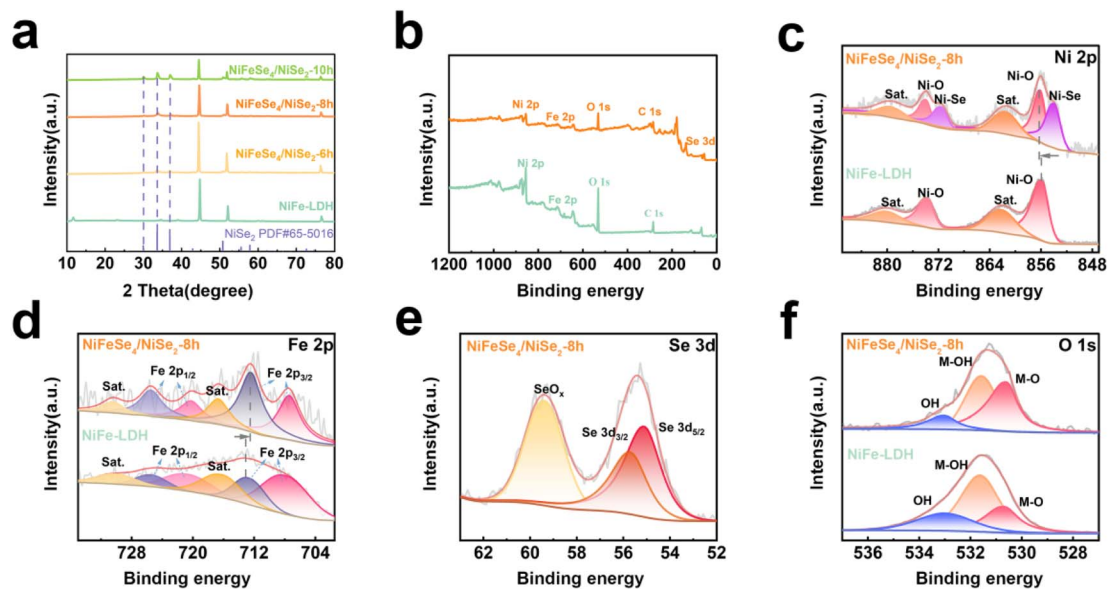 a
Intensity(a.u.)
NiFeSe₄/NiSe₂-10h
NiFeSe₄/NiSe₂-8h
NiFeSe₄/NiSe₂-6h
NiFe-LDH
NiSe₂ PDF#65-5016
10 20 30 40 50 60 70 80
2 Theta(degree)
b
Intensity(a.u.)
Ni 2p
Fe 2p
O 1s
C 1s
Se 3d
Ni 2p
Fe 2p
O 1s
C 1s
1200 1000 800 600 400 200 0
Binding energy
c
Intensity(a.u.)
NiFeSe₄/NiSe₂-8h
Ni 2p
Sat.
Ni-O
Ni-Se
Sat.
Ni-O
Ni-Se
NiFe-LDH
Sat.
Ni-O
Sat.
Ni-O
880 872 864 856 848
Binding energy
d
Intensity(a.u.)
NiFeSe₄/NiSe₂-8h
Fe 2p
Sat.
Fe 2p₁/₂
Sat.
Fe 2p₃/₂
NiFe-LDH
Sat.
Fe 2p₁/₂
Sat.
Fe 2p₃/₂
728 720 712 704
Binding energy
e
Intensity(a.u.)
NiFeSe₄/NiSe₂-8h
Se 3d
SeOₓ
Se 3d₃/₂
Se 3d₅/₂
62 60 58 56 54 52
Binding energy
f
Intensity(a.u.)
NiFeSe₄/NiSe₂-8h
O 1s
M-OH
M-O
OH
NiFe-LDH
M-OH
OH
M-O
536 534 532 530 528
Binding energy